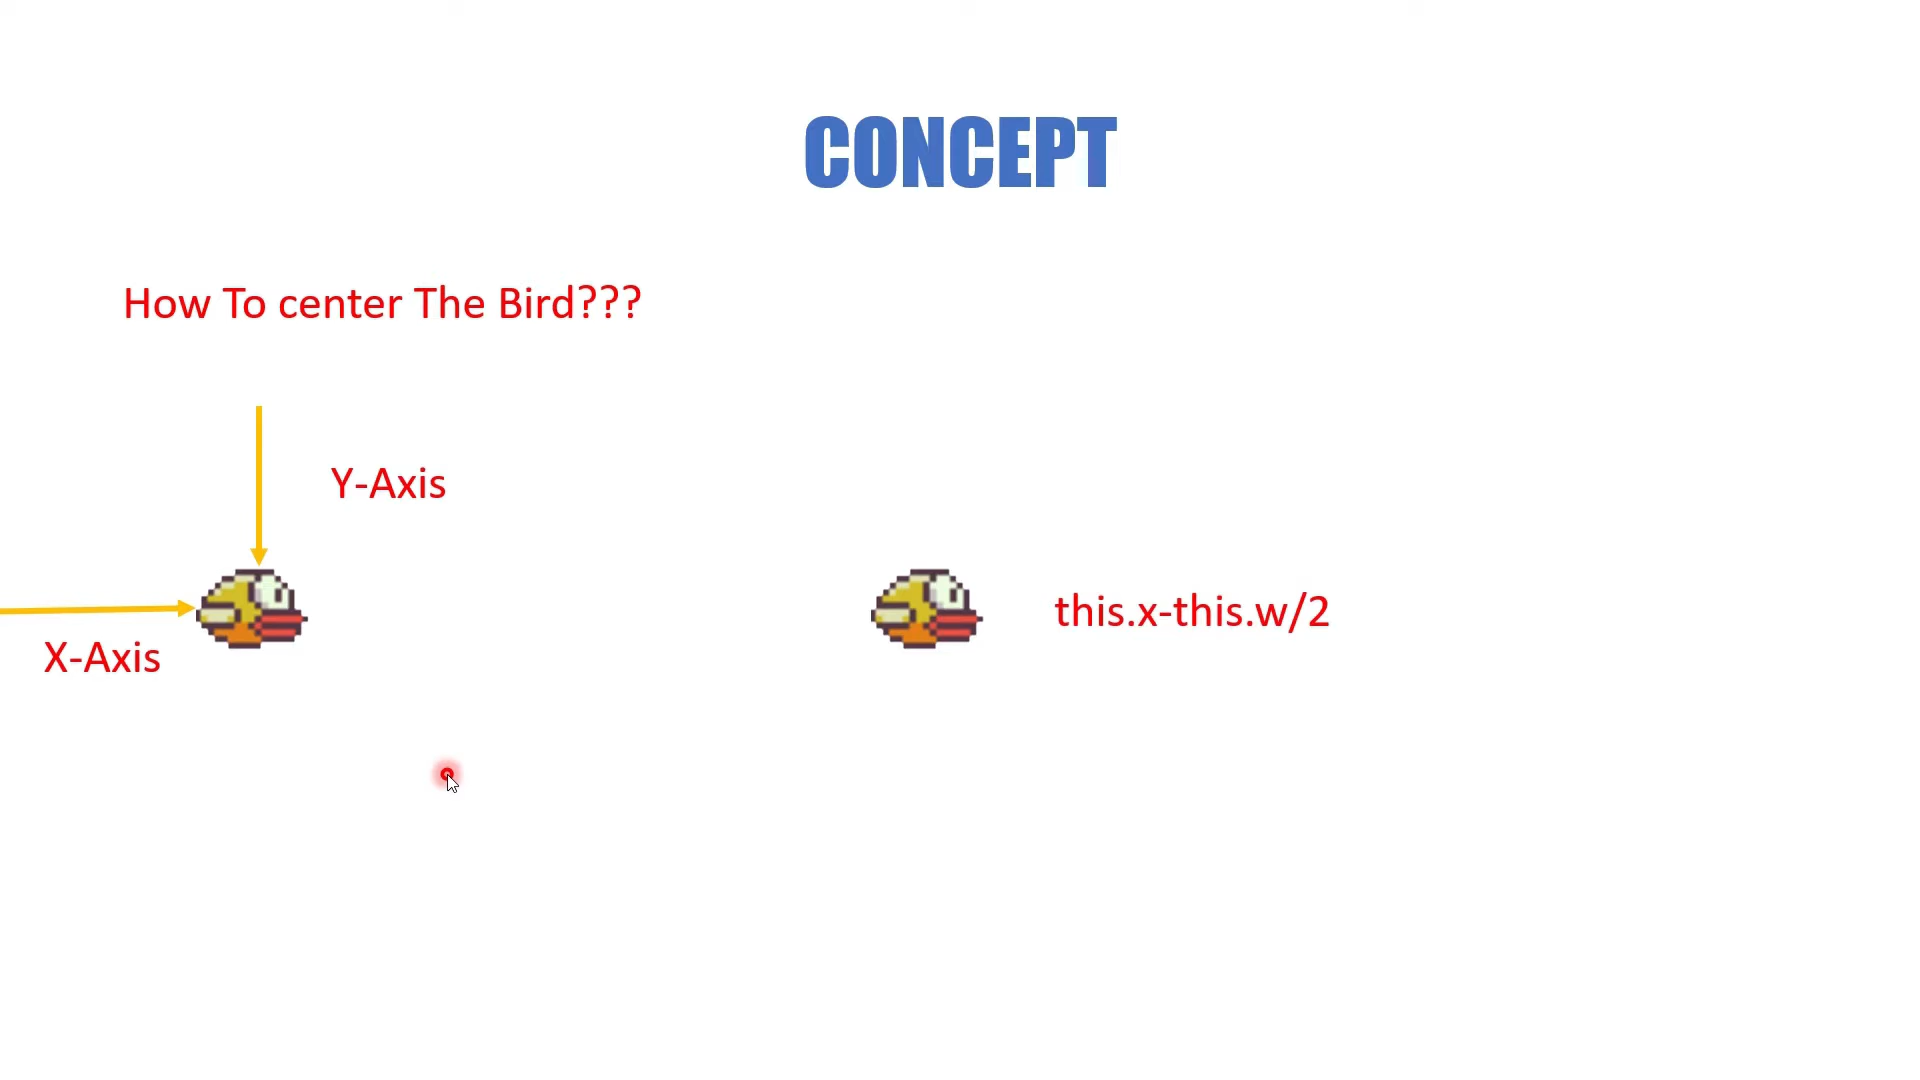 CONCEPT
How To center The Bird???
Y-Axis
X-Axis
this.x-this.w/2